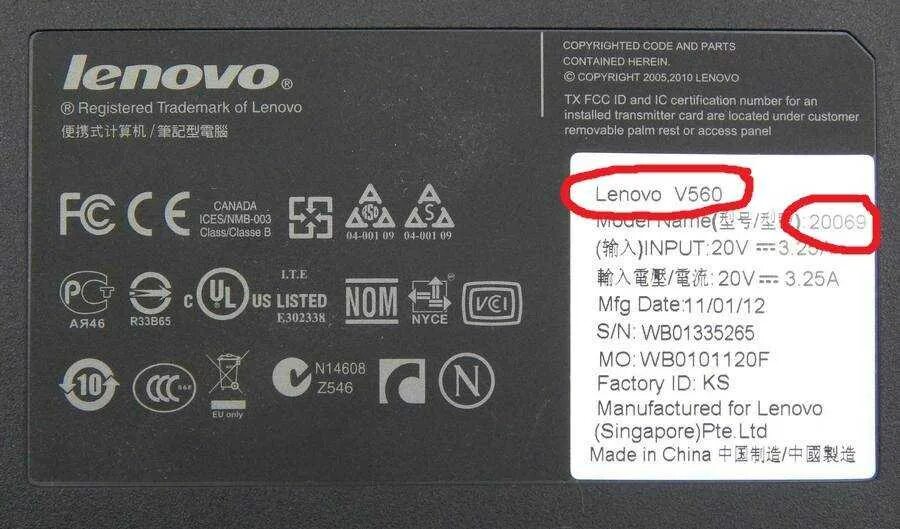 lenovo®
® Registered Trademark of Lenovo
便携式计算机/筆記型電腦
COPYRIGHTED CODE AND PARTS
CONTAINED HEREIN.
© COPYRIGHT 2005,2010 LENOVO
TX FCC ID and IC certification number for an
installed transmitter card are located under customer
removable palm rest or access panel
FC CE
CANADA
ICES/NMB-003
Class/Classe B
RSD
04-001 09
S
04-001 09
РСТ
АЯ46
R33B65
C UL US LISTED
I.T.E
E302338
NOM
NYCE
VCI
10
CCC
S&E
EU only
N14608
Z546
N
Lenovo V560
Model Name(型号/型號): 20069
(输入)INPUT: 20V ⎓ 3.25A
輸入電壓/電流: 20V ⎓ 3.25A
Mfg Date:11/01/12
S/N: WB01335265
MO: WB0101120F
Factory ID: KS
Manufactured for Lenovo
(Singapore)Pte.Ltd
Made in China 中国制造/中國製造